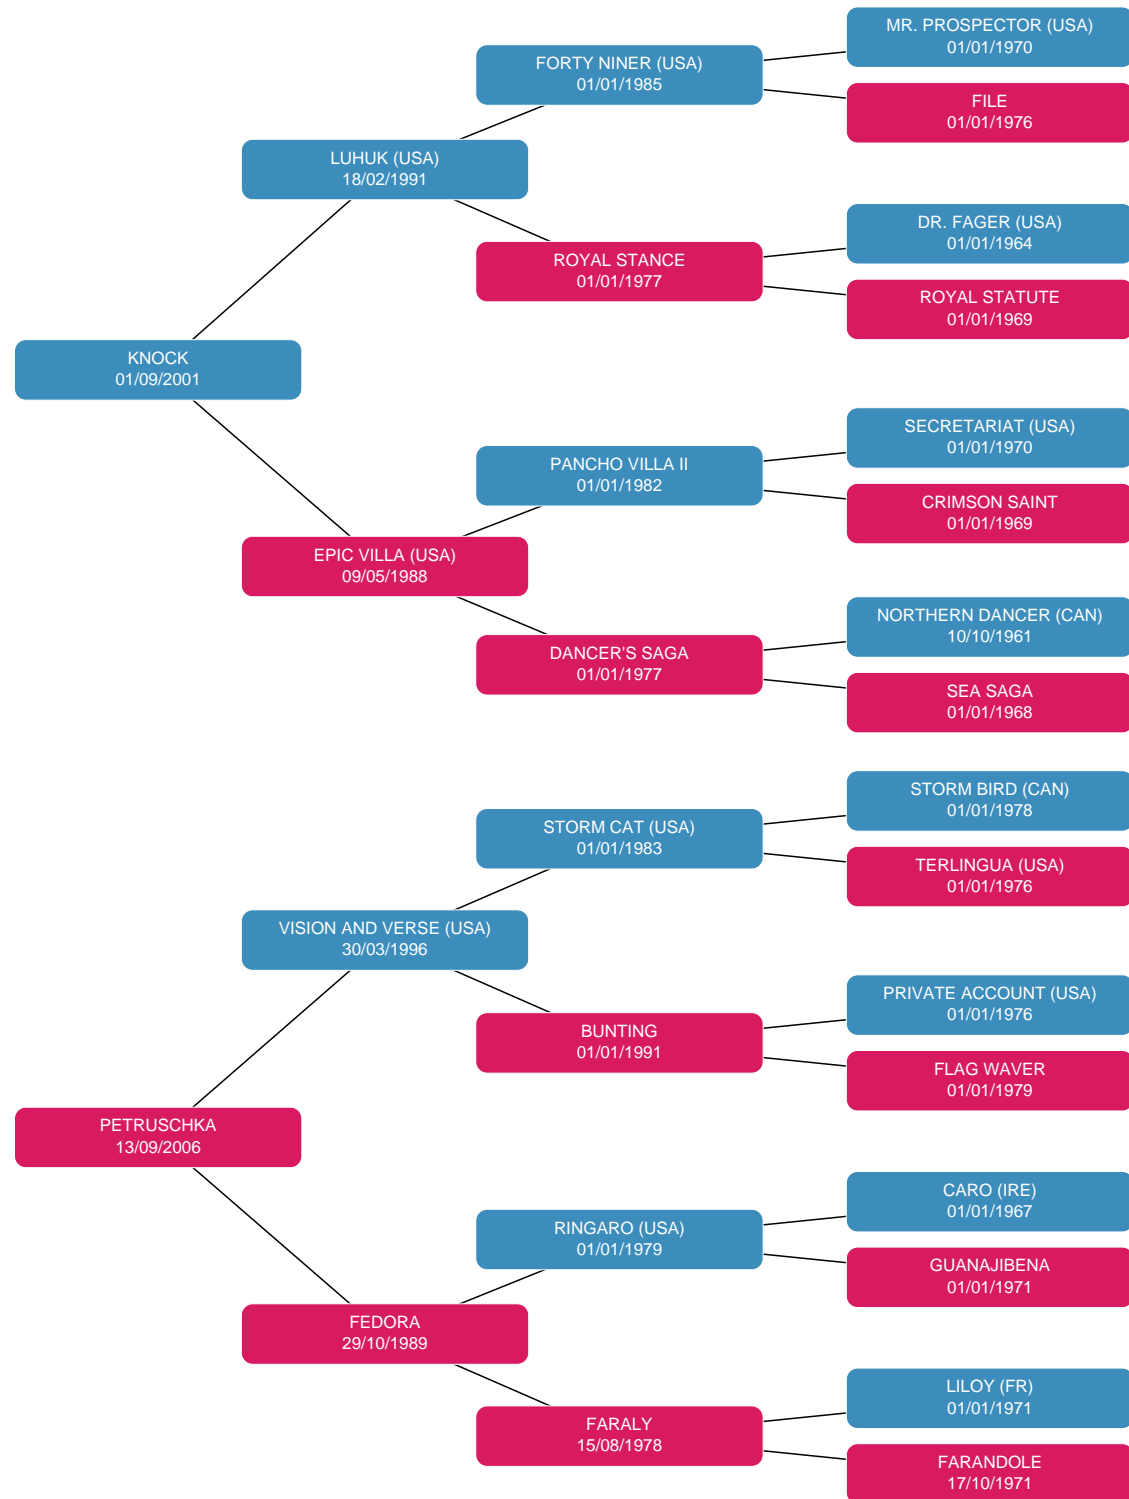 MR. PROSPECTOR (USA)
01/01/1970
FORTY NINER (USA)
01/01/1985
FILE
01/01/1976
LUHUK (USA)
18/02/1991
DR. FAGER (USA)
01/01/1964
ROYAL STANCE
01/01/1977
ROYAL STATUTE
01/01/1969
KNOCK
01/09/2001
SECRETARIAT (USA)
01/01/1970
PANCHO VILLA II
01/01/1982
CRIMSON SAINT
01/01/1969
EPIC VILLA (USA)
09/05/1988
NORTHERN DANCER (CAN)
10/10/1961
DANCER'S SAGA
01/01/1977
SEA SAGA
01/01/1968
STORM BIRD (CAN)
01/01/1978
STORM CAT (USA)
01/01/1983
TERLINGUA (USA)
01/01/1976
VISION AND VERSE (USA)
30/03/1996
PRIVATE ACCOUNT (USA)
01/01/1976
BUNTING
01/01/1991
FLAG WAVER
01/01/1979
PETRUSCHKA
13/09/2006
CARO (IRE)
01/01/1967
RINGARO (USA)
01/01/1979
GUANAJIBENA
01/01/1971
FEDORA
29/10/1989
LILOY (FR)
01/01/1971
FARALY
15/08/1978
FARANDOLE
17/10/1971